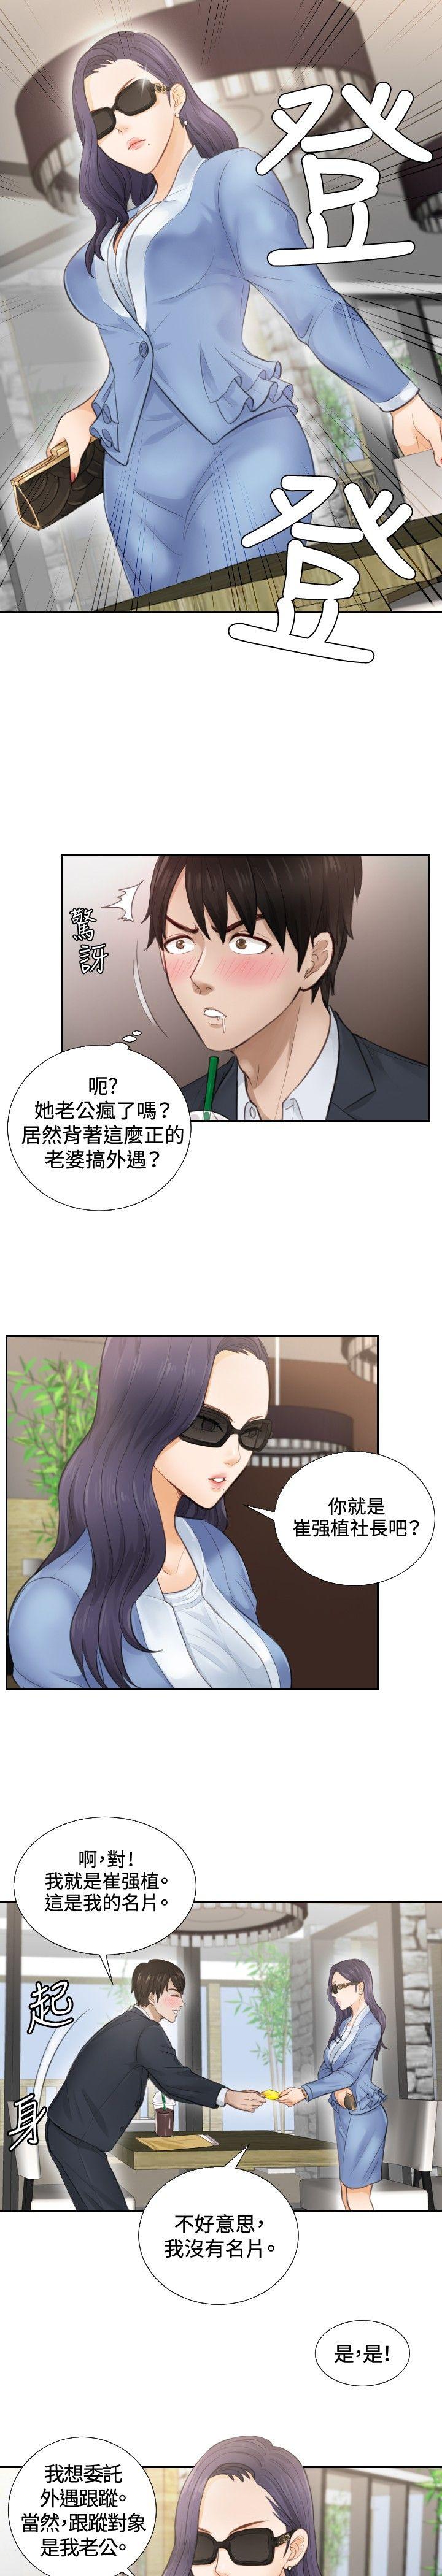 登
登
驚
訝
呃?
她老公瘋了嗎?
居然背著這麼正的
老婆搞外遇?
你就是
崔强植社長吧?
啊,對!
我就是崔强植。
這是我的名片。
起
身
不好意思,
我沒有名片。
是,是!
我想委託
外遇跟蹤。
當然,跟蹤對象
是我老公。